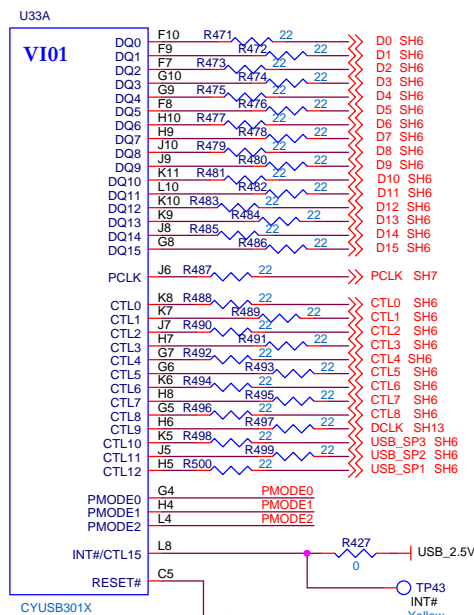 U33A
VI01
DQ0 F10 R471 22 D0 SH6
DQ1 F9 R472 22 D1 SH6
DQ2 F7 R473 22 D2 SH6
DQ3 G10 R474 22 D3 SH6
DQ4 G9 R475 22 D4 SH6
DQ5 F8 R476 22 D5 SH6
DQ6 H10 R477 22 D6 SH6
DQ7 H9 R478 22 D7 SH6
DQ8 J10 R479 22 D8 SH6
DQ9 J9 R480 22 D9 SH6
DQ10 K11 R481 22 D10 SH6
DQ11 L10 R482 22 D11 SH6
DQ12 K10 R483 22 D12 SH6
DQ13 K9 R484 22 D13 SH6
DQ14 J8 R485 22 D14 SH6
DQ15 G8 R486 22 D15 SH6
PCLK J6 R487 22 PCLK SH7
CTL0 K8 R488 22 CTL0 SH6
CTL1 K7 R489 22 CTL1 SH6
CTL2 J7 R490 22 CTL2 SH6
CTL3 H7 R491 22 CTL3 SH6
CTL4 G7 R492 22 CTL4 SH6
CTL5 G6 R493 22 CTL5 SH6
CTL6 K6 R494 22 CTL6 SH6
CTL7 H8 R495 22 CTL7 SH6
CTL8 G5 R496 22 CTL8 SH6
CTL9 H6 R497 22 DCLK SH13
CTL10 K5 R498 22 USB_SP3 SH6
CTL11 J5 R499 22 USB_SP2 SH6
CTL12 H5 R500 22 USB_SP1 SH6
PMODE0 G4 PMODE0
PMODE1 H4 PMODE1
PMODE2 L4 PMODE2
INT#/CTL15 L8 R427 0 USB_2.5V
RESET# C5 TP43
INT#
CYUSB301X Yellow